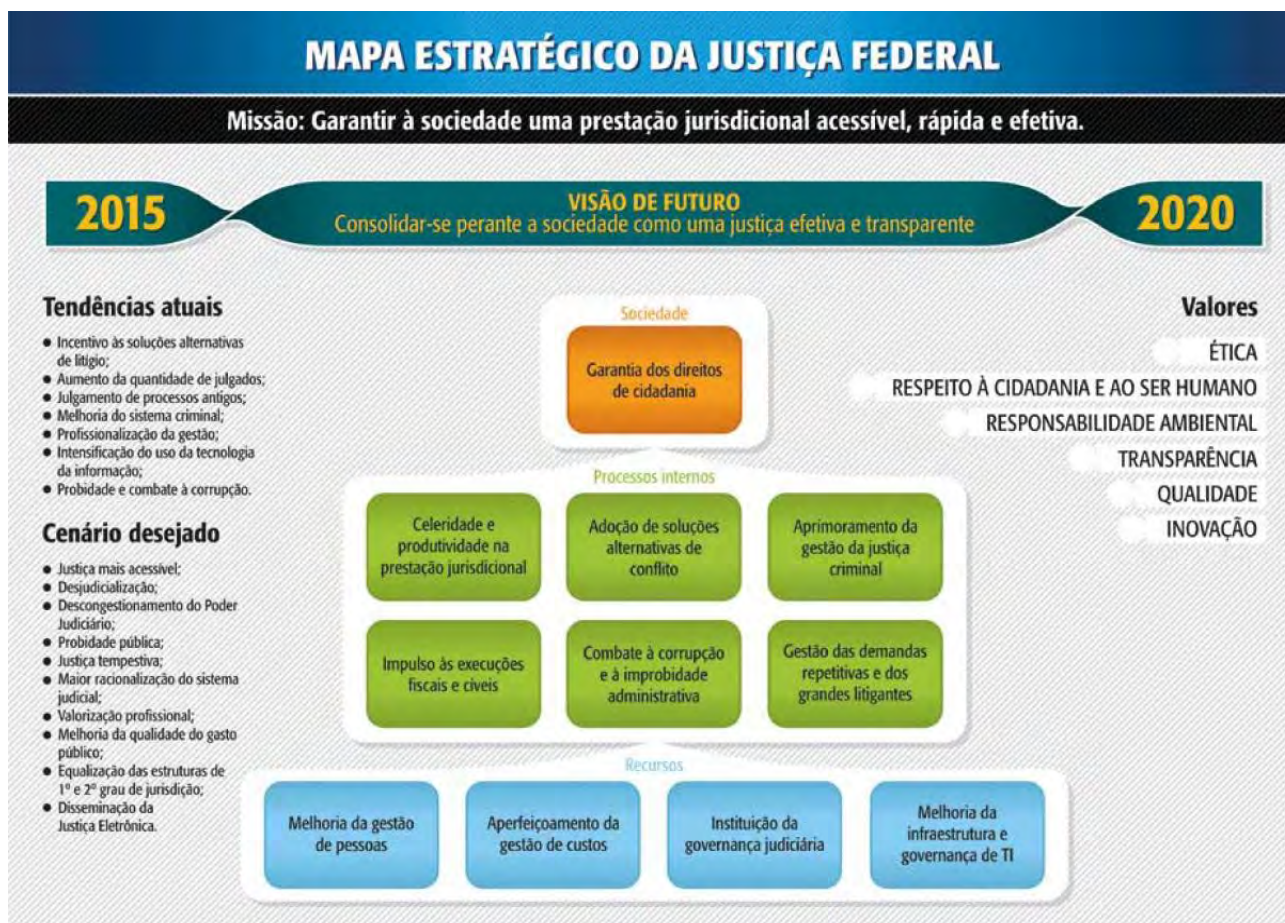 MAPA ESTRATÉGICO DA JUSTIÇA FEDERAL
Missão: Garantir à sociedade uma prestação jurisdicional acessível, rápida e efetiva.
2015
VISÃO DE FUTURO
Consolidar-se perante a sociedade como uma justiça efetiva e transparente
2020
Tendências atuais
• Incentivo às soluções alternativas
de litígio;
• Aumento da quantidade de julgados;
• Julgamento de processos antigos;
• Melhoria do sistema criminal;
• Profissionalização da gestão;
• Intensificação do uso da tecnologia
da informação;
• Probidade e combate à corrupção.
Cenário desejado
• Justiça mais acessível;
• Desjudicialização;
• Descongestionamento do Poder
Judiciário;
• Probidade pública;
• Justiça tempestiva;
• Maior racionalização do sistema
judicial;
• Valorização profissional;
• Melhoria da qualidade do gasto
público;
• Equalização das estruturas de
1º e 2º grau de jurisdição;
• Disseminação da
Justiça Eletrônica.
Sociedade
Garantia dos direitos
de cidadania
Processos internos
Celeridade e
produtividade na
prestação jurisdicional
Adoção de soluções
alternativas de
conflito
Aprimoramento da
gestão da justiça
criminal
Impulso às execuções
fiscais e cíveis
Combate à corrupção
e à improbidade
administrativa
Gestão das demandas
repetitivas e dos
grandes litigantes
Recursos
Melhoria da gestão
de pessoas
Aperfeiçoamento da
gestão de custos
Instituição da
governança judiciária
Melhoria da
infraestrutura e
governança de TI
Valores
ÉTICA
RESPEITO À CIDADANIA E AO SER HUMANO
RESPONSABILIDADE AMBIENTAL
TRANSPARÊNCIA
QUALIDADE
INOVAÇÃO